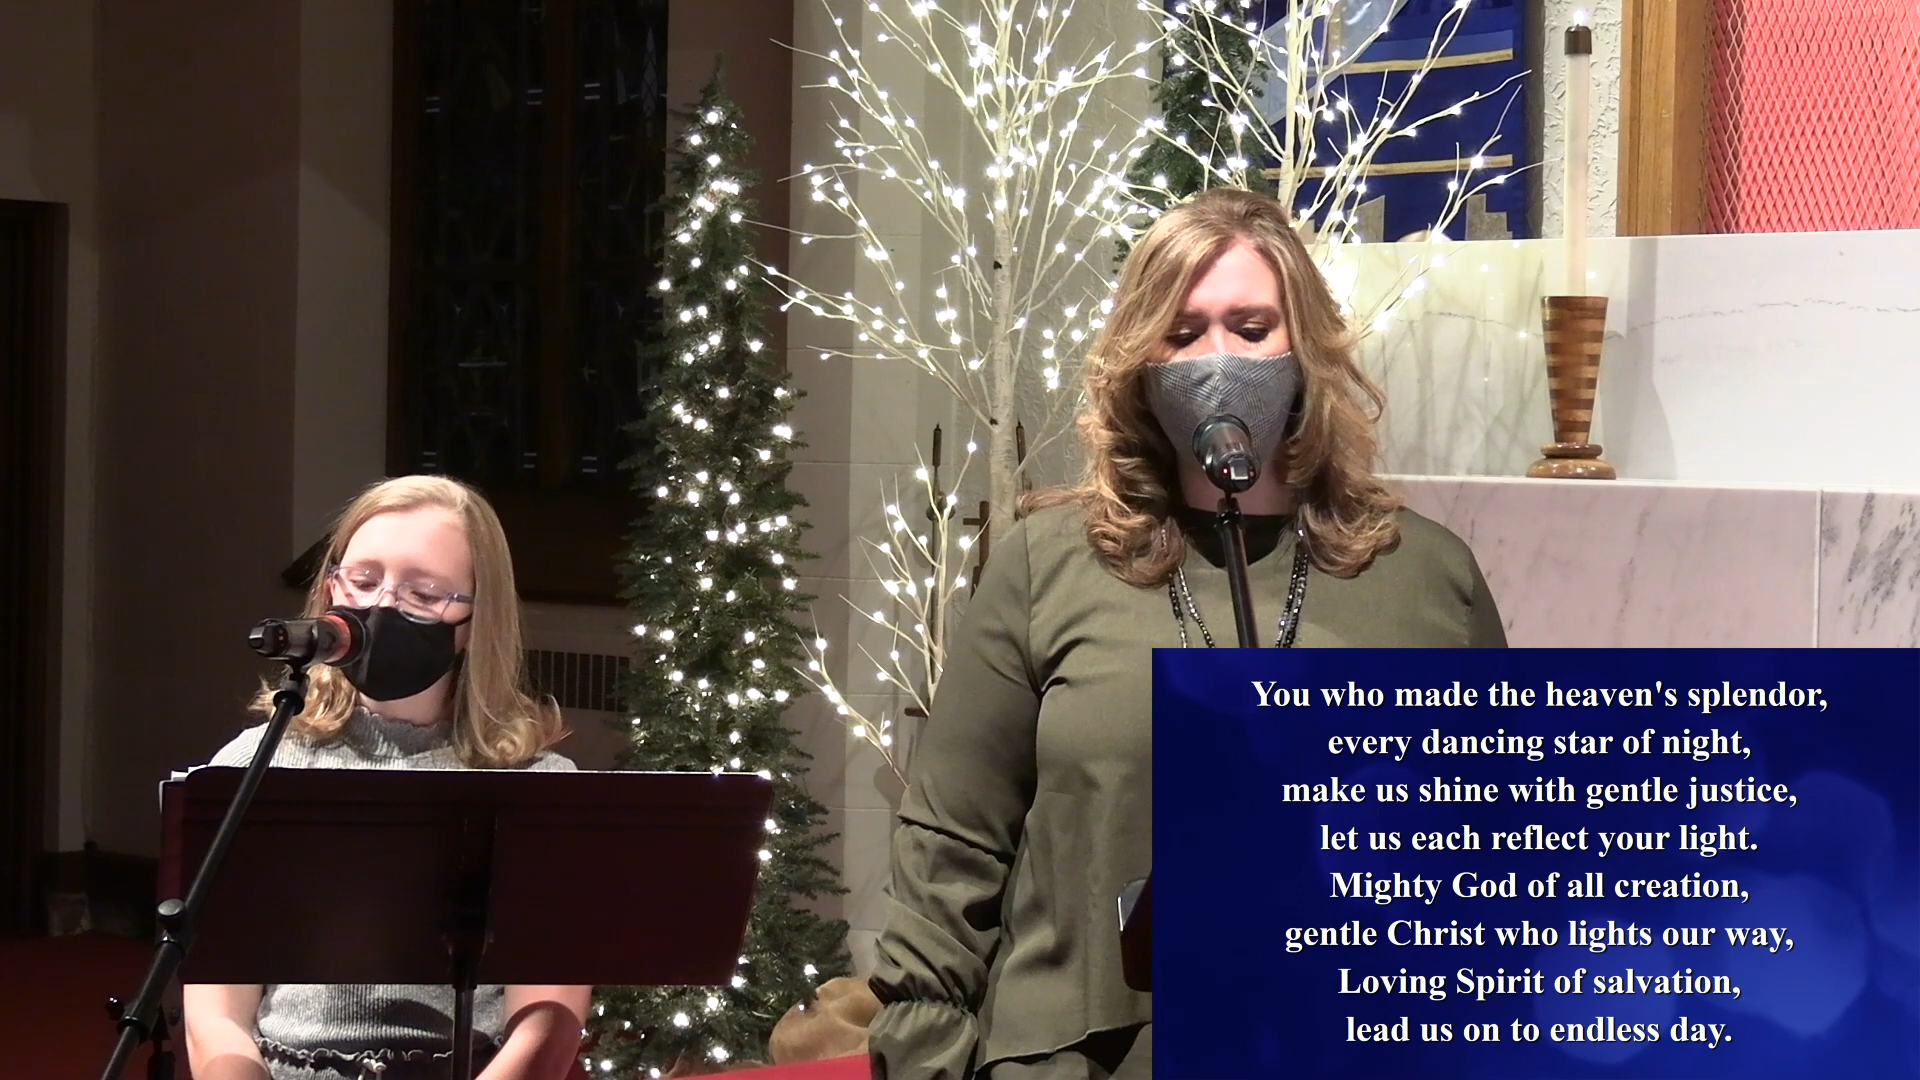 You who made the heaven's splendor,
every dancing star of night,
make us shine with gentle justice,
let us each reflect your light.
Mighty God of all creation,
gentle Christ who lights our way,
Loving Spirit of salvation,
lead us on to endless day.